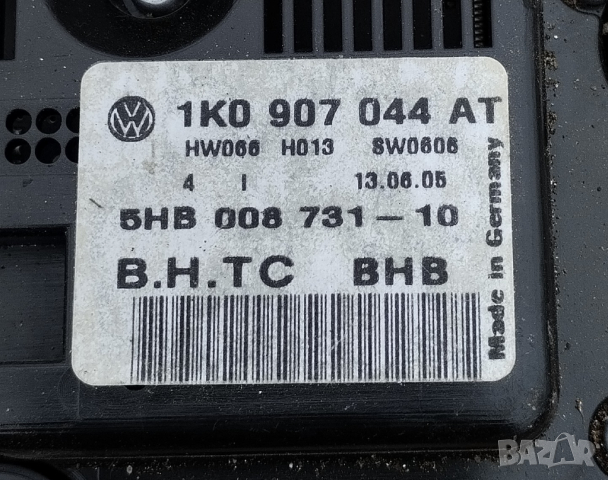 1K0 907 044 AT
HW066 H013 SW0606
4 I 13.06.05
5HB 008 731-10
B.H.TC BHB
Made in Germany
BAZAR